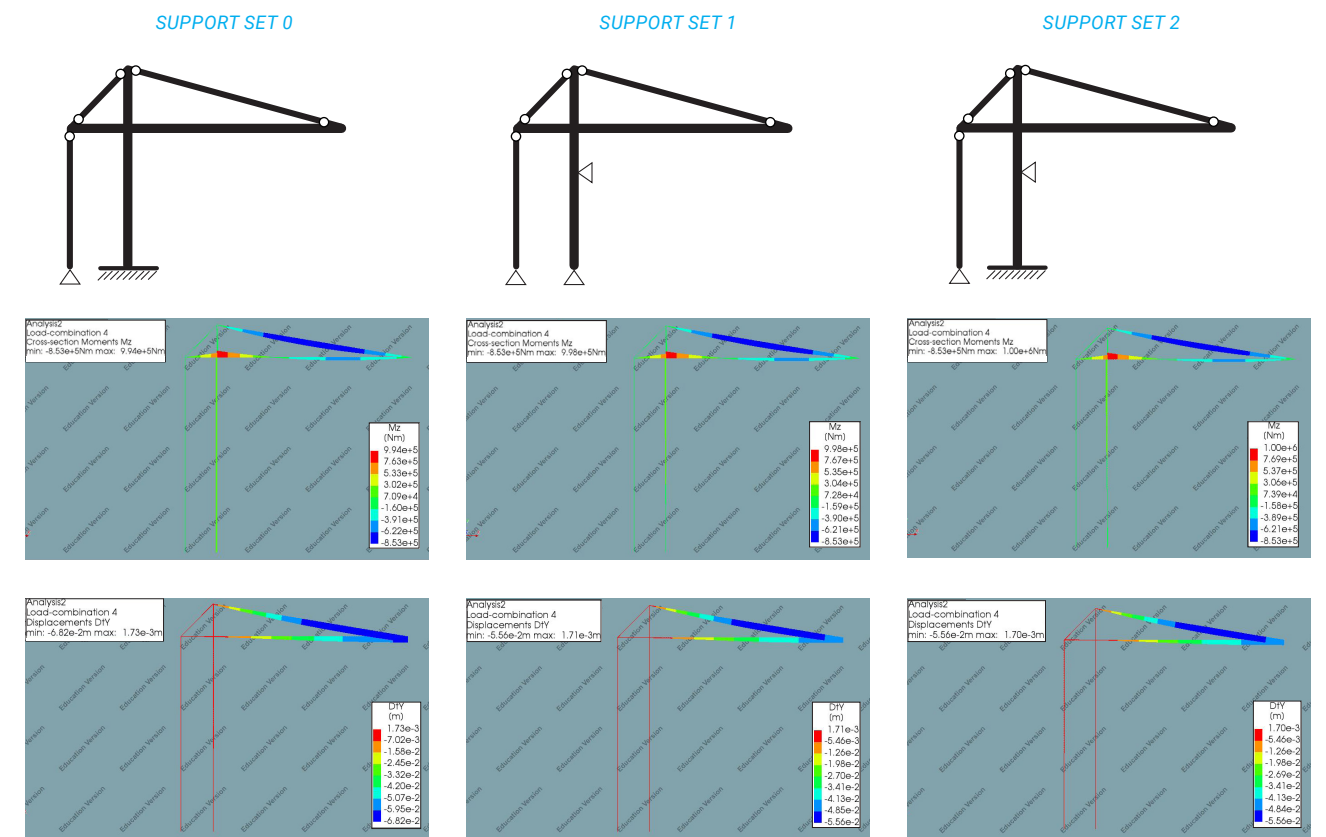 SUPPORT SET 0
SUPPORT SET 1
SUPPORT SET 2
Analysis2
Load-combination 4
Cross-section Moments Mz
min: -8.53e+5Nm max: 9.94e+5Nm
Mz
(Nm)
9.94e+5
7.63e+5
5.33e+5
3.02e+5
7.09e+4
-1.60e+5
-3.91e+5
-6.22e+5
-8.53e+5
Education Version
Analysis2
Load-combination 4
Cross-section Moments Mz
min: -8.53e+5Nm max: 9.98e+5Nm
Mz
(Nm)
9.98e+5
7.67e+5
5.35e+5
3.04e+5
7.28e+4
-1.59e+5
-3.90e+5
-6.21e+5
-8.53e+5
Education Version
Analysis2
Load-combination 4
Cross-section Moments Mz
min: -8.53e+5Nm max: 1.00e+6Nm
Mz
(Nm)
1.00e+6
7.69e+5
5.37e+5
3.06e+5
7.39e+4
-1.58e+5
-3.89e+5
-6.21e+5
-8.53e+5
Education Version
Analysis2
Load-combination 4
Displacements DtY
min: -6.82e-2m max: 1.73e-3m
DtY
(m)
1.73e-3
-7.02e-3
-1.58e-2
-2.45e-2
-3.32e-2
-4.20e-2
-5.07e-2
-5.95e-2
-6.82e-2
Education Version
Analysis2
Load-combination 4
Displacements DtY
min: -5.56e-2m max: 1.71e-3m
DtY
(m)
1.71e-3
-5.46e-3
-1.26e-2
-1.98e-2
-2.70e-2
-3.41e-2
-4.13e-2
-4.85e-2
-5.56e-2
Education Version
Analysis2
Load-combination 4
Displacements DtY
min: -5.56e-2m max: 1.70e-3m
DtY
(m)
1.70e-3
-5.46e-3
-1.26e-2
-1.98e-2
-2.69e-2
-3.41e-2
-4.13e-2
-4.84e-2
-5.56e-2
Education Version